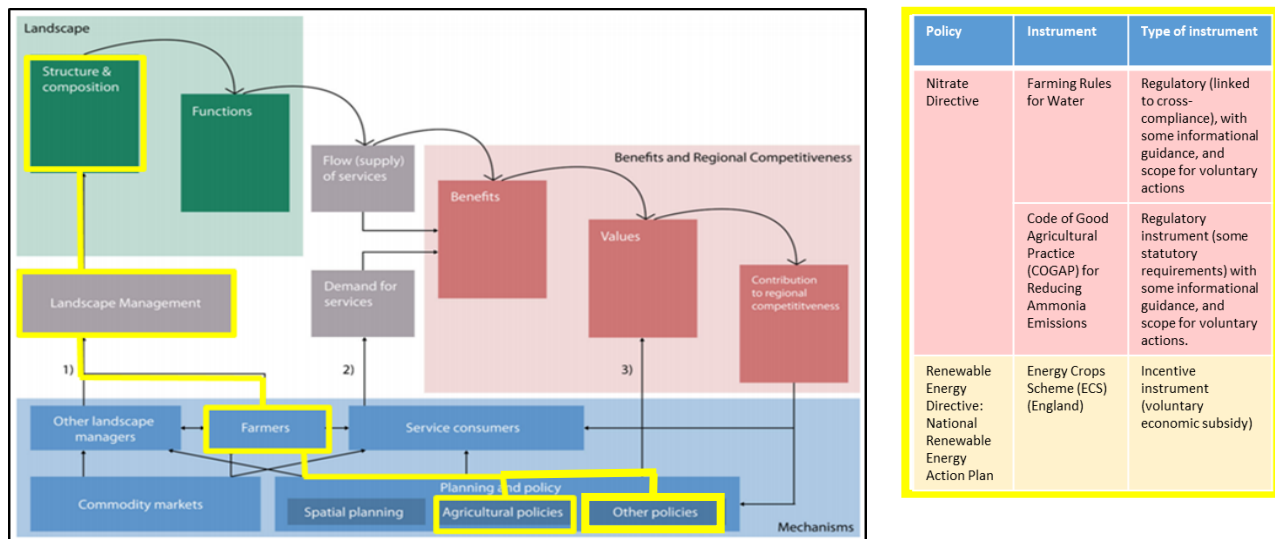 Landscape
Structure &
composition
Functions
Flow (supply)
of services
Benefits and Regional Competitiveness
Benefits
Values
Contribution
to regional
competititveness
Landscape Management
Demand for
services
1)
2)
3)
Other landscape
managers
Farmers
Service consumers
Commodity markets
Planning and policy
Spatial planning
Agricultural policies
Other policies
Mechanisms
Policy
Instrument
Type of instrument
Nitrate
Directive
Farming Rules
for Water
Regulatory (linked
to cross-
compliance), with
some informational
guidance, and
scope for voluntary
actions
Code of Good
Agricultural
Practice
(COGAP) for
Reducing
Ammonia
Emissions
Regulatory
instrument (some
statutory
requirements) with
some informational
guidance, and
scope for voluntary
actions.
Renewable
Energy
Directive:
National
Renewable
Energy
Action Plan
Energy Crops
Scheme (ECS)
(England)
Incentive
instrument
(voluntary
economic subsidy)